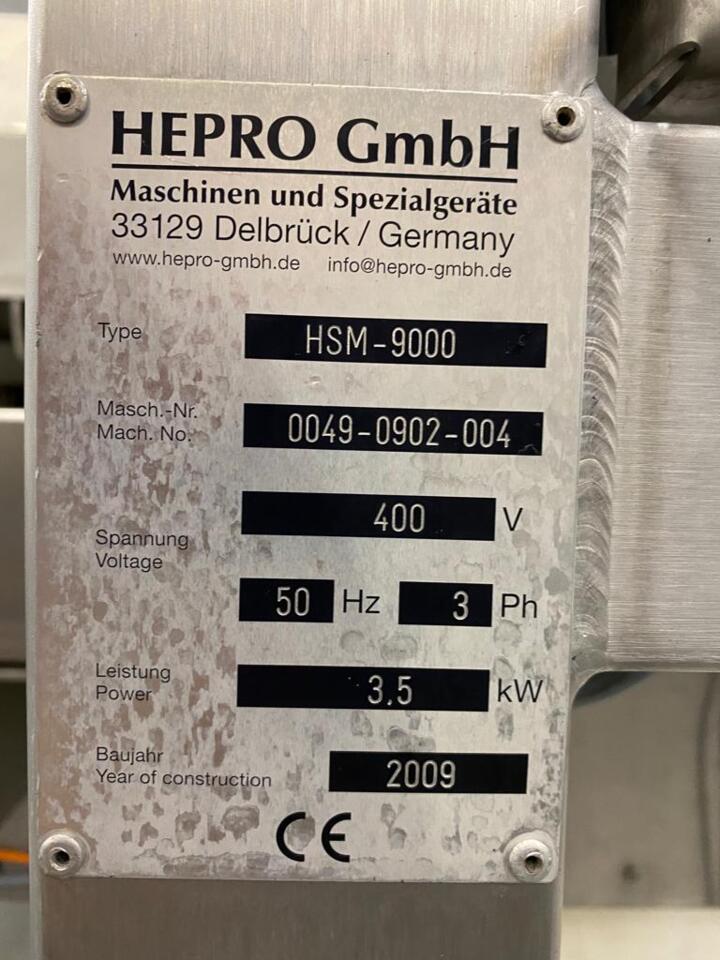 HEPRO GmbH
Maschinen und Spezialgeräte
33129 Delbrück / Germany
www.hepro-gmbh.de info@hepro-gmbh.de
Type HSM-9000
Masch.-Nr.
Mach. No. 0049-0902-004
400 V
Spannung
Voltage
50 Hz 3 Ph
Leistung
Power 3.5 kW
Baujahr
Year of construction 2009
CE